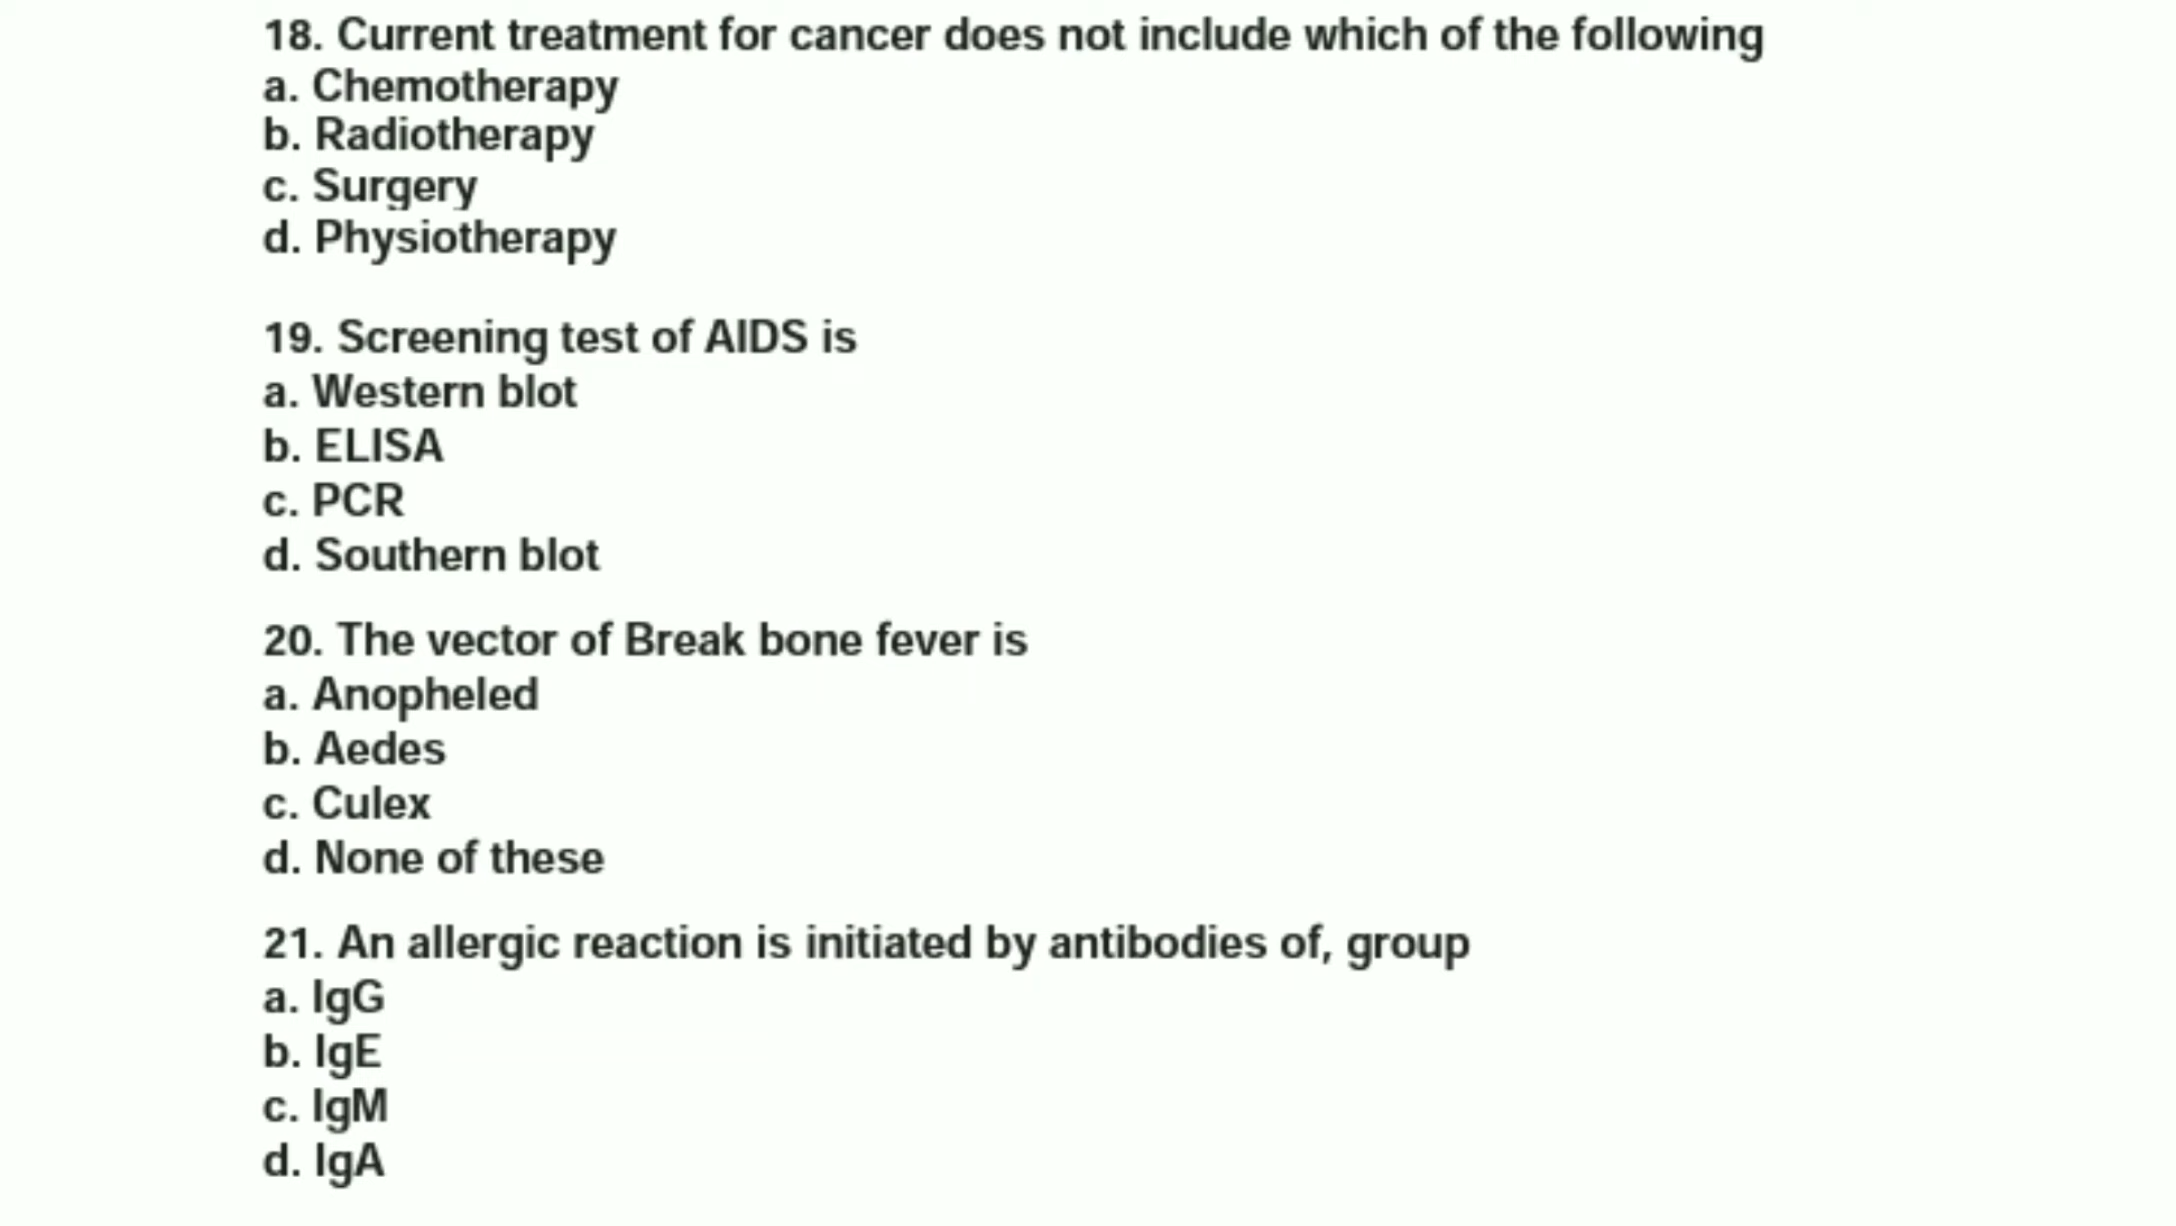 18. Current treatment for cancer does not include which of the following
a. Chemotherapy
b. Radiotherapy
c. Surgery
d. Physiotherapy
19. Screening test of AIDS is
a. Western blot
b. ELISA
c. PCR
d. Southern blot
20. The vector of Break bone fever is
a. Anopheled
b. Aedes
c. Culex
d. None of these
21. An allergic reaction is initiated by antibodies of, group
a. IgG
b. IgE
c. IgM
d. IgA